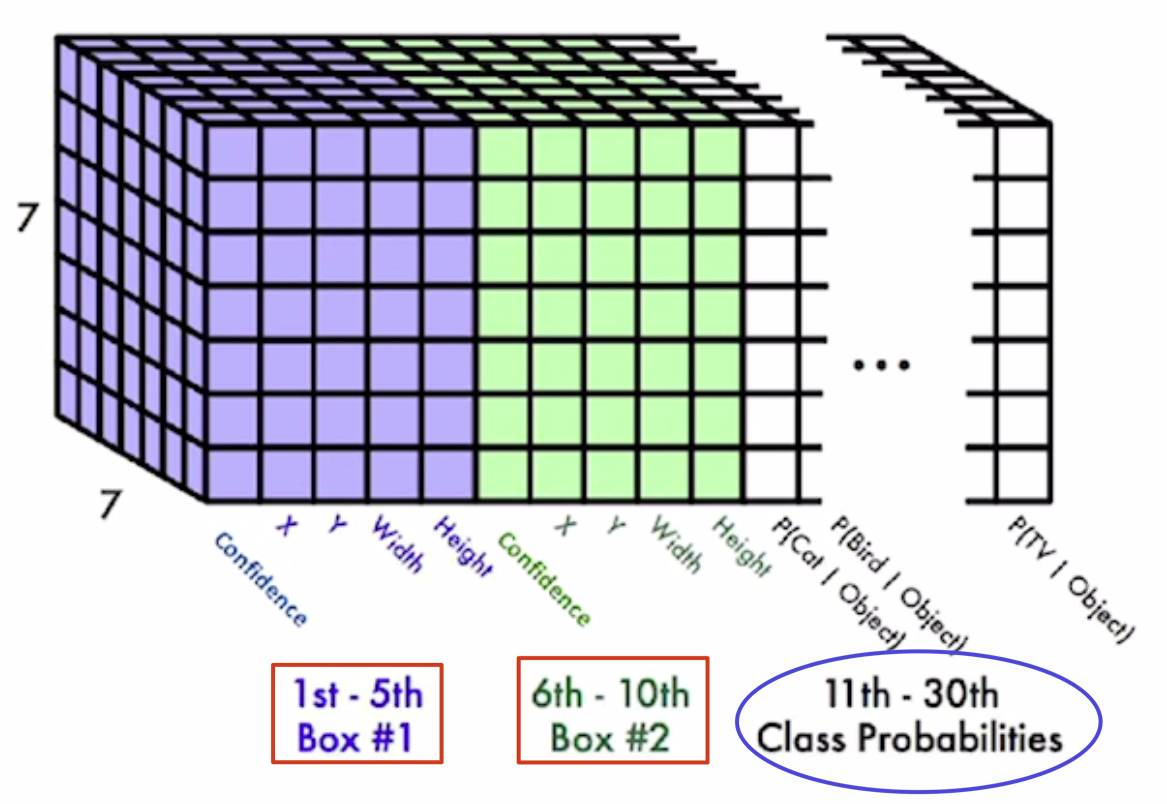 7
7
Confidence
X
Y
Width
Height
Confidence
X
Y
Width
Height
P(Cat | Object)
P(Bird | Object)
...
P(TV | Object)
1st - 5th
Box #1
6th - 10th
Box #2
11th - 30th
Class Probabilities